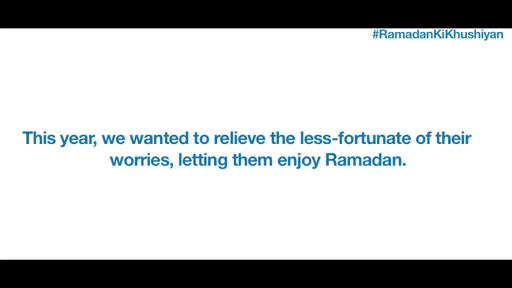 #RamadanKiKhushiyan
This year, we wanted to relieve the less-fortunate of their
worries, letting them enjoy Ramadan.